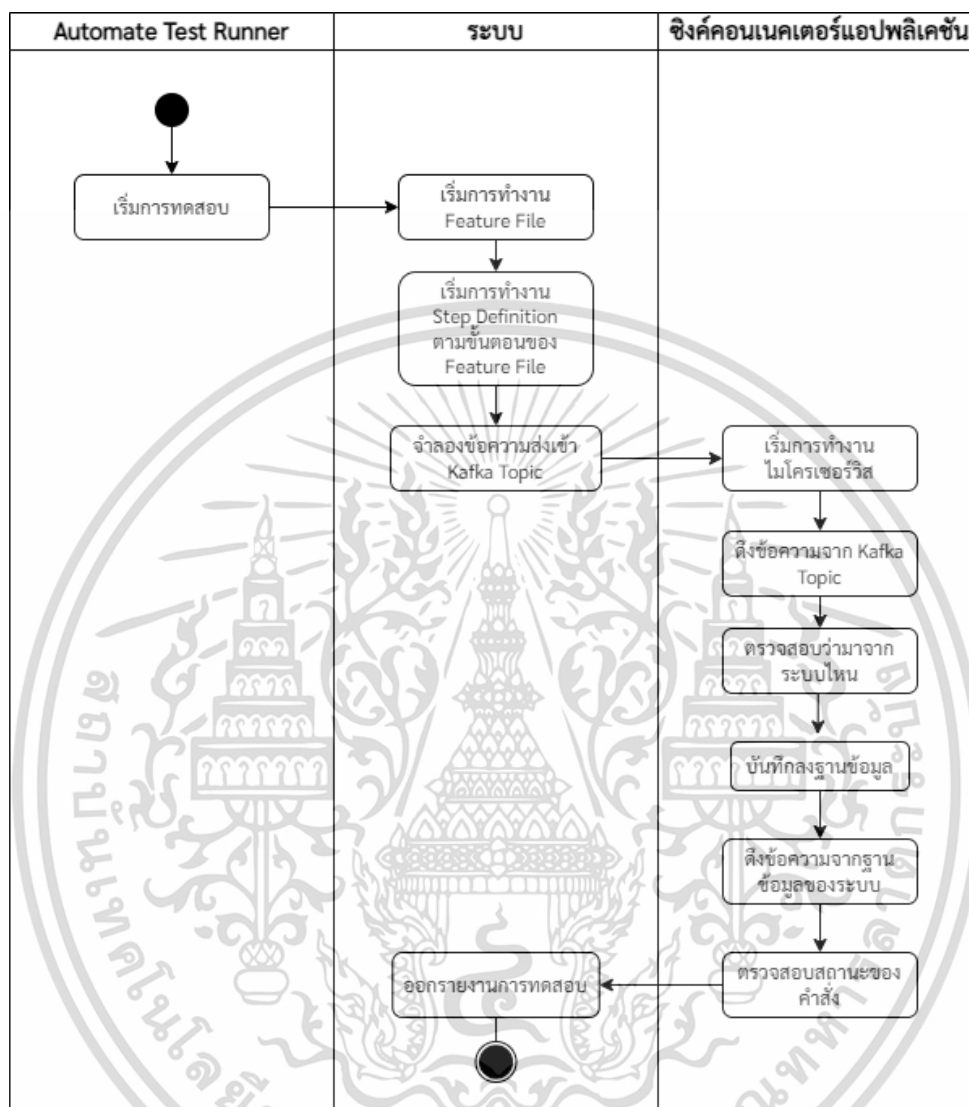 Automate Test Runner
ระบบ
ซิงค์คอนเนคเตอร์แอปพลิเคชัน
เริ่มการทดสอบ
เริ่มการทำงาน
Feature File
เริ่มการทำงาน
Step Definition
ตามขั้นตอนของ
Feature File
จำลองข้อความส่งเข้า
Kafka Topic
เริ่มการทำงาน
ไมโครเซอร์วิส
ดึงข้อความจาก Kafka
Topic
ตรวจสอบว่ามาจาก
ระบบไหน
บันทึกลงฐานข้อมูล
ดึงข้อความจากฐาน
ข้อมูลของระบบ
ตรวจสอบสถานะของ
คำสั่ง
ออกรายงานการทดสอบ